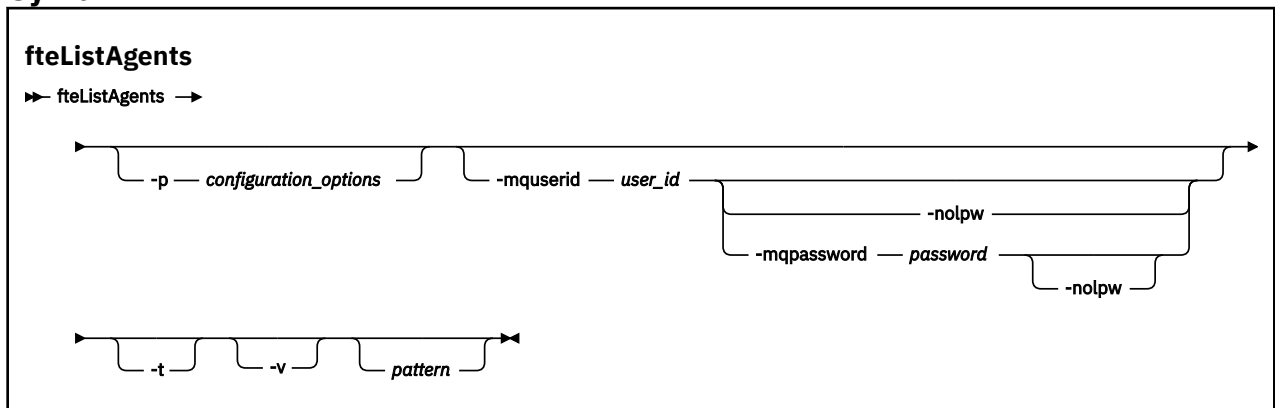 fteListAgents
fteListAgents
-p configuration_options -mquserid user_id
-nolpw
-mqpassword password
-nolpw
-t -v pattern